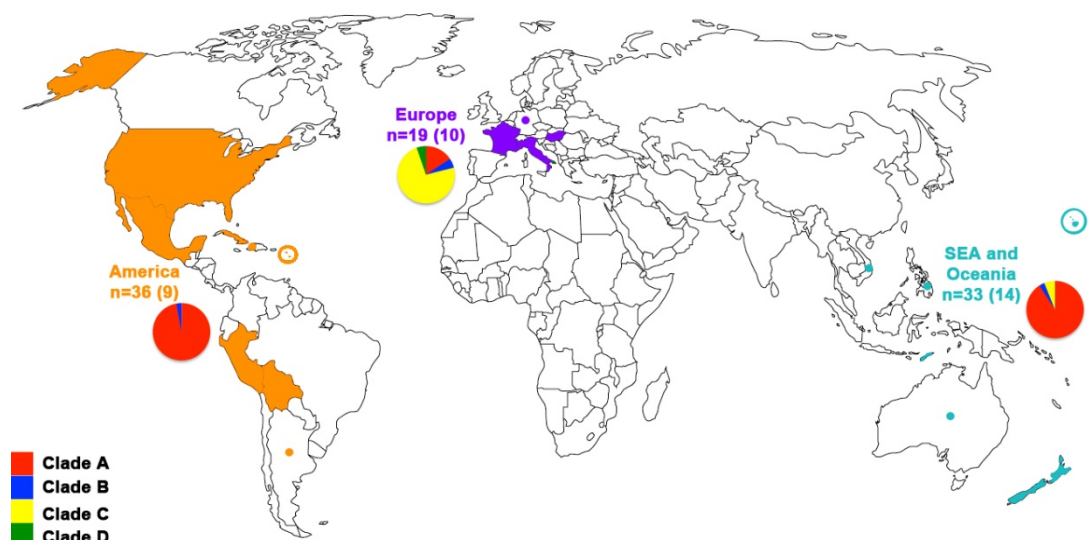 Europe
n=19 (10)
America
n=36 (9)
SEA and
Oceania
n=33 (14)
Clade A
Clade B
Clade C
Clade D